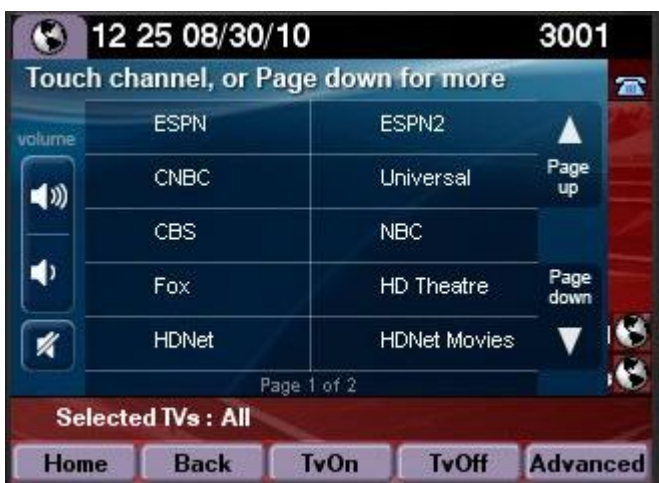 12 25 08/30/10 3001
Touch channel, or Page down for more
volume
ESPN ESPN2
Page up
CNBC Universal
CBS NBC
Page down
Fox HD Theatre
HDNet HDNet Movies
Page 1 of 2
Selected TVs : All
Home Back TvOn TvOff Advanced